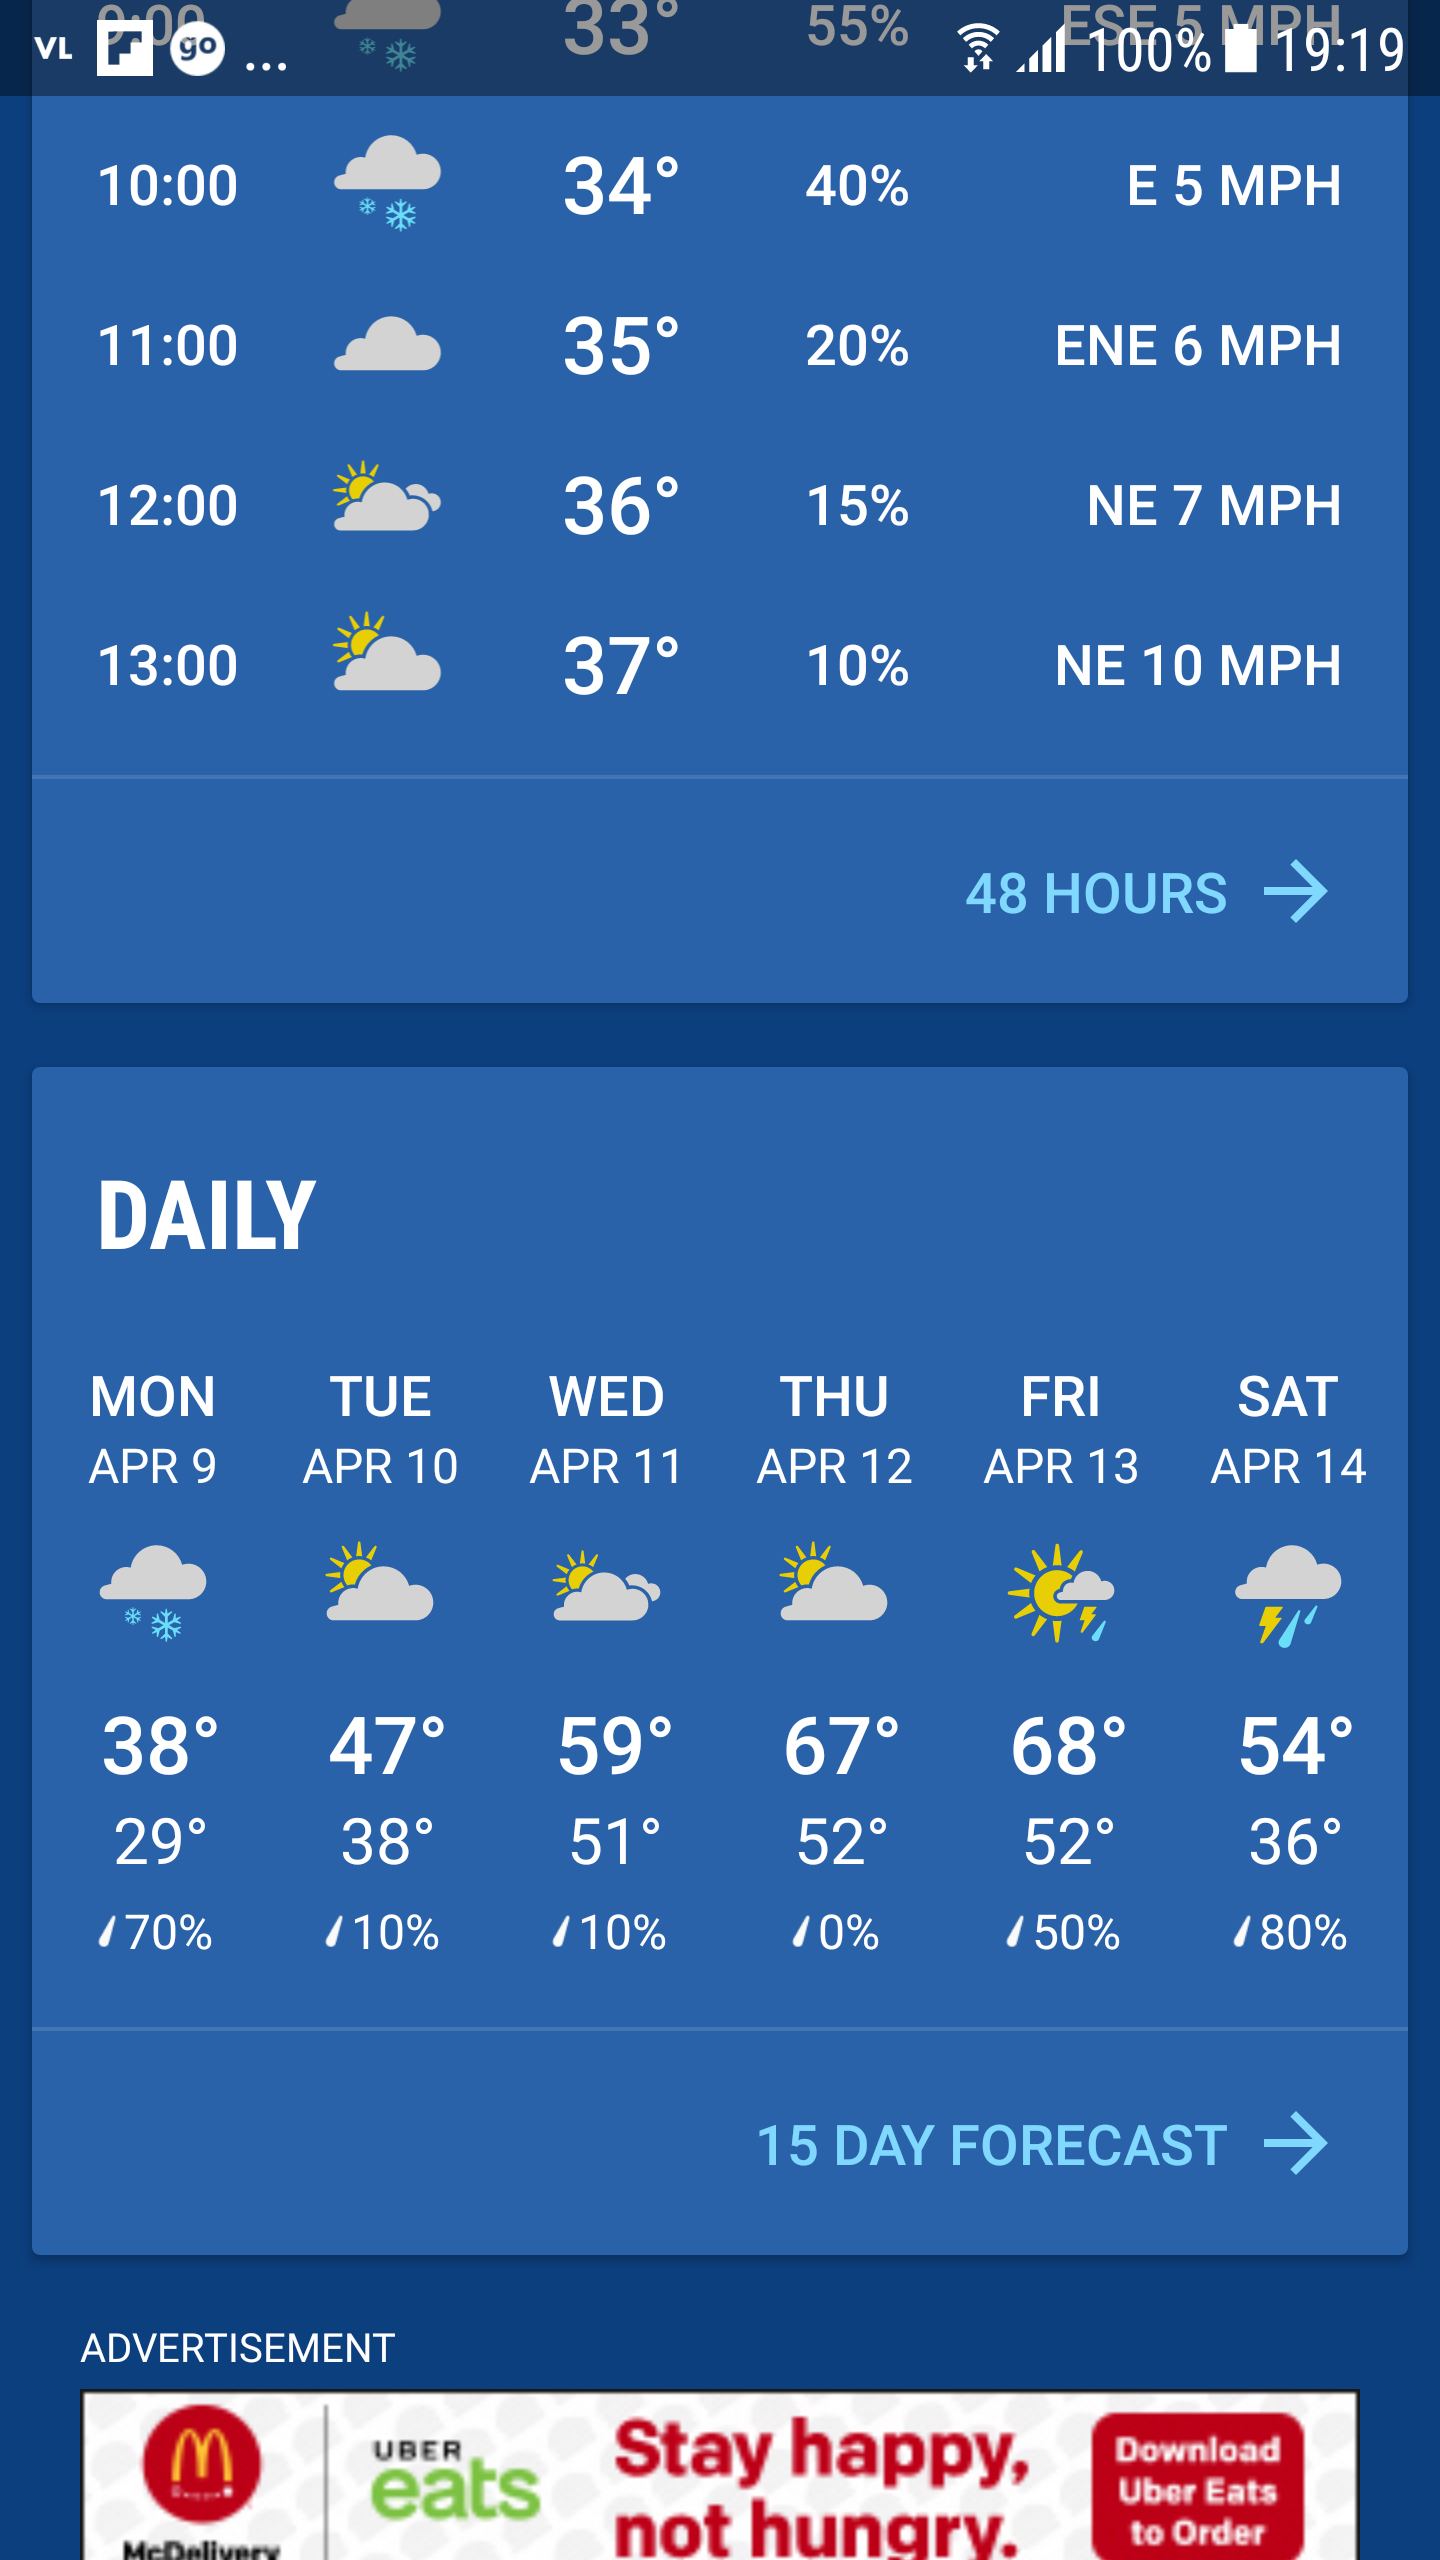 9:00 33° 55% ESE 5 MPH
VL go ... 100% 19:19
10:00 34° 40% E 5 MPH
11:00 35° 20% ENE 6 MPH
12:00 36° 15% NE 7 MPH
13:00 37° 10% NE 10 MPH
48 HOURS
DAILY
MON TUE WED THU FRI SAT
APR 9 APR 10 APR 11 APR 12 APR 13 APR 14
38° 47° 59° 67° 68° 54°
29° 38° 51° 52° 52° 36°
70% 10% 10% 0% 50% 80%
15 DAY FORECAST
ADVERTISEMENT
McDelivery
UBER
eats
Stay happy,
not hungry.
Download
Uber Eats
to Order